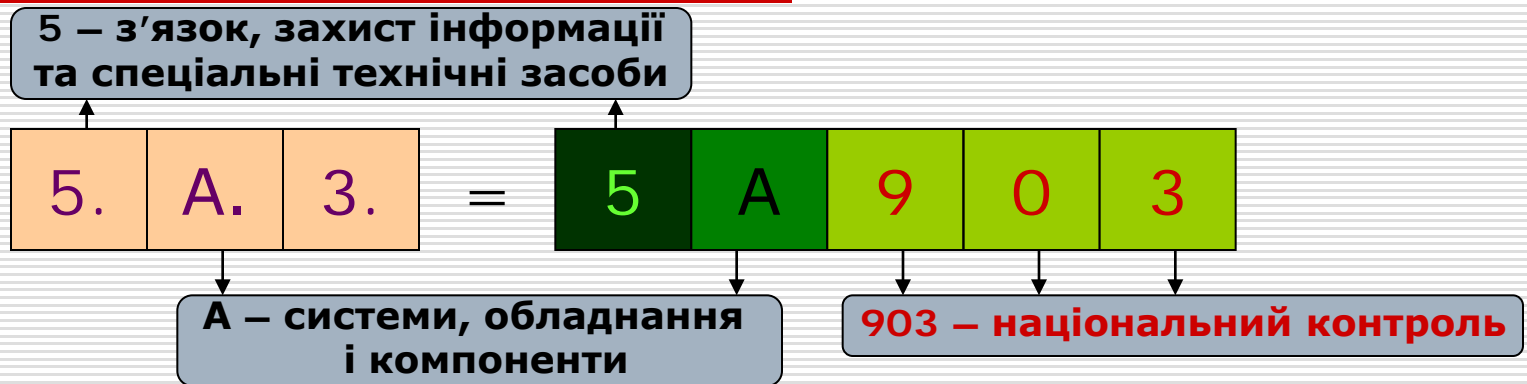 5 – з’язок, захист інформації
та спеціальні технічні засоби
5. А. 3. = 5 А 9 0 3
А – системи, обладнання
і компоненти
903 – національний контроль